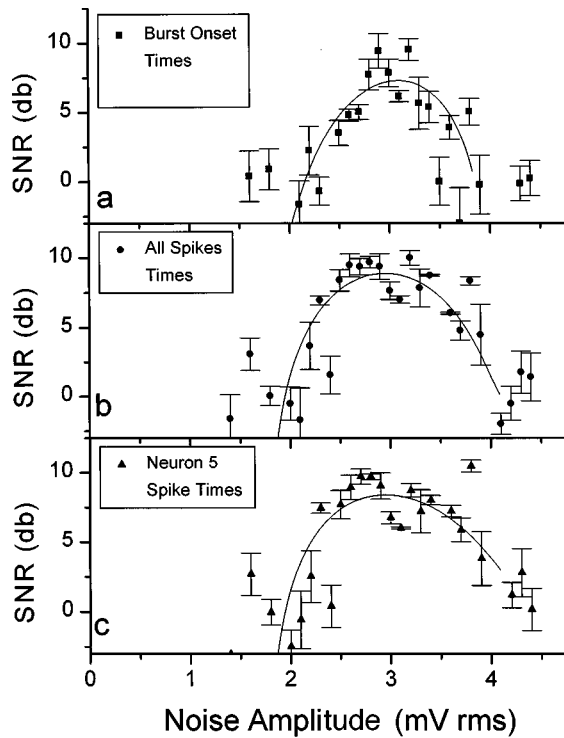 Burst Onset
Times
10
5
0
SNR (db)
a
All Spikes
Times
10
5
0
SNR (db)
b
Neuron 5
Spike Times
10
5
0
SNR (db)
c
0 1 2 3 4
Noise Amplitude (mV rms)